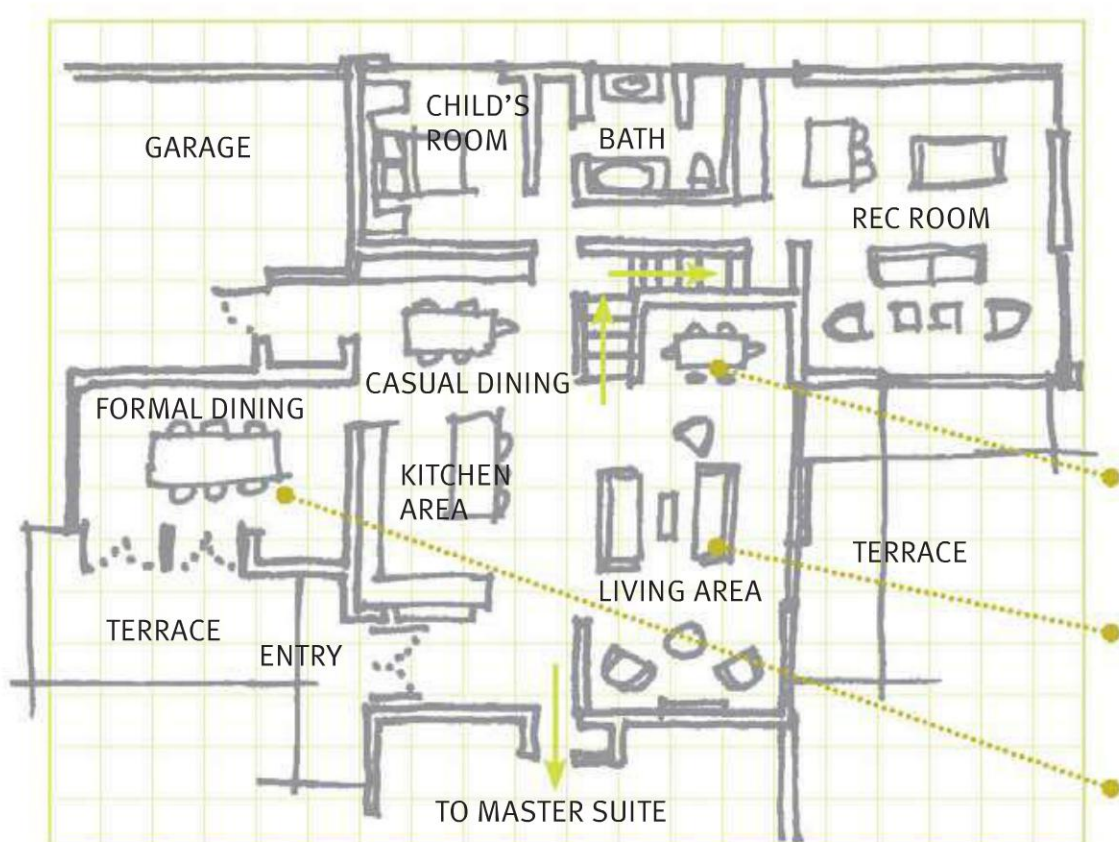 GARAGE
CHILD'S
ROOM
BATH
REC ROOM
CASUAL DINING
FORMAL DINING
KITCHEN
AREA
TERRACE
LIVING AREA
TERRACE
ENTRY
TO MASTER SUITE